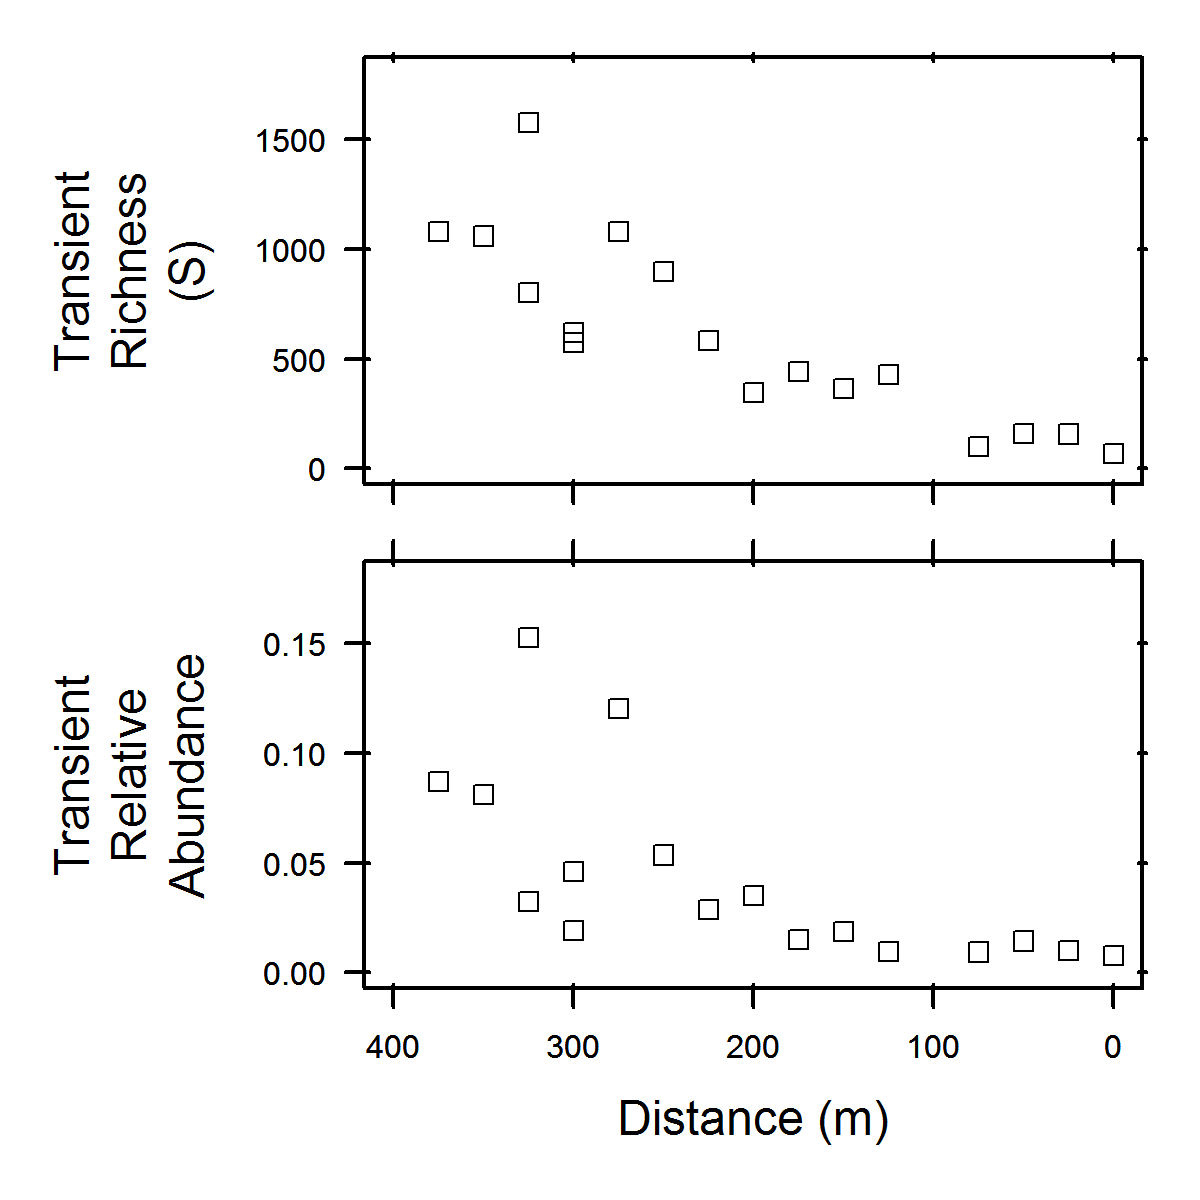 Transient
Richness
(S)
1500
1000
500
0
Transient
Relative
Abundance
0.15
0.10
0.05
0.00
400 300 200 100 0
Distance (m)